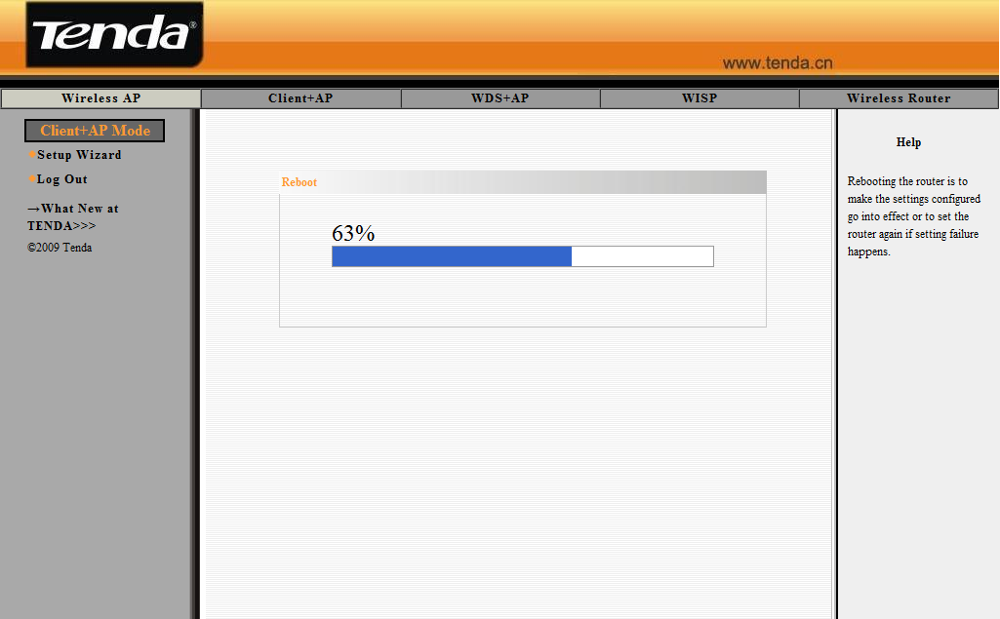 Tenda®
www.tenda.cn
Wireless AP
Client+AP
WDS+AP
WISP
Wireless Router
Client+AP Mode
Setup Wizard
Log Out
→What New at
TENDA>>>
©2009 Tenda
Reboot
63%
Help
Rebooting the router is to
make the settings configured
go into effect or to set the
router again if setting failure
happens.